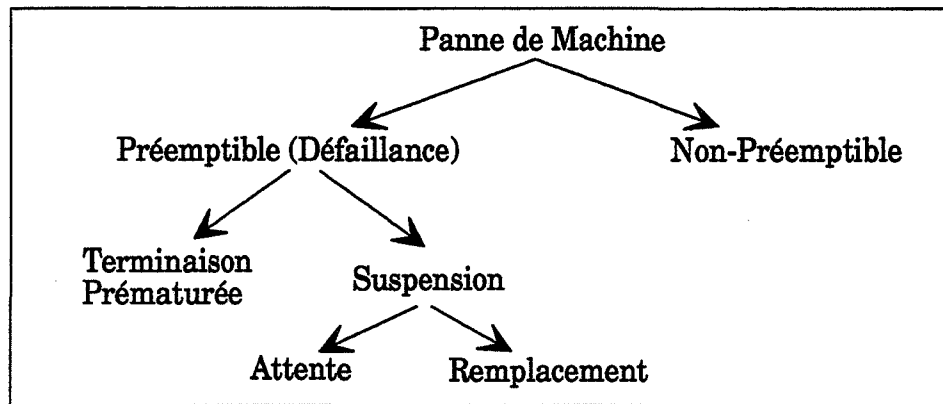 Panne de Machine
Préemptible (Défaillance)
Non-Préemptible
Terminaison
Prématurée
Suspension
Attente
Remplacement